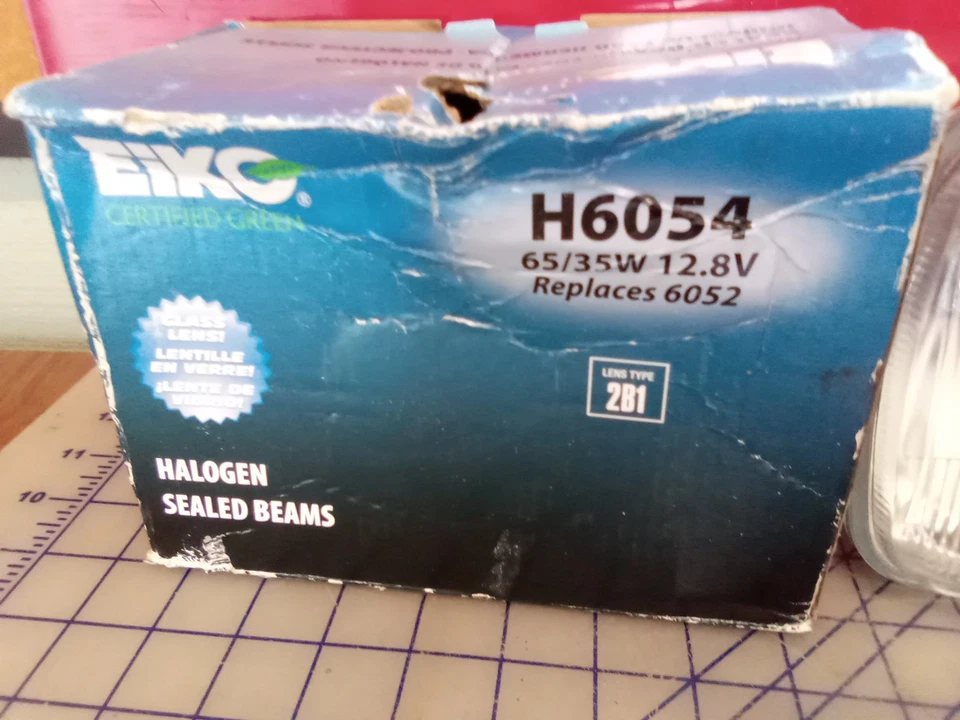 EiKO®
CERTIFIED GREEN
H6054
65/35W 12.8V
Replaces 6052
GLASS
LENS!
LENTILLE
EN VERRE!
¡LENTE DE
VIDRIO!
LENS TYPE
2B1
HALOGEN
SEALED BEAMS
11
10